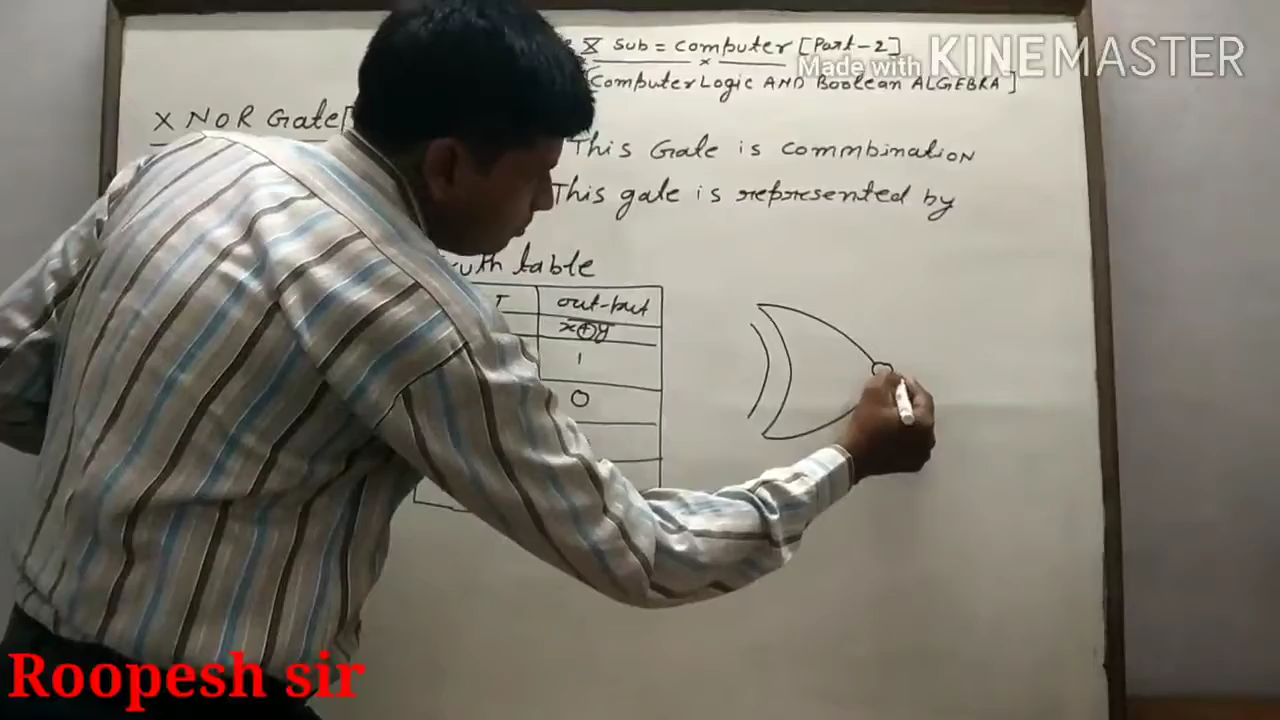 X Sub = Computer [Part-2]
Made with KINEMASTER
[Computer Logic AND Boolean ALGEBRA]
X NOR Gate[
This Gate is commbination
This gate is represented by
table
out-put
x⊕y
1
0
Roopesh sir